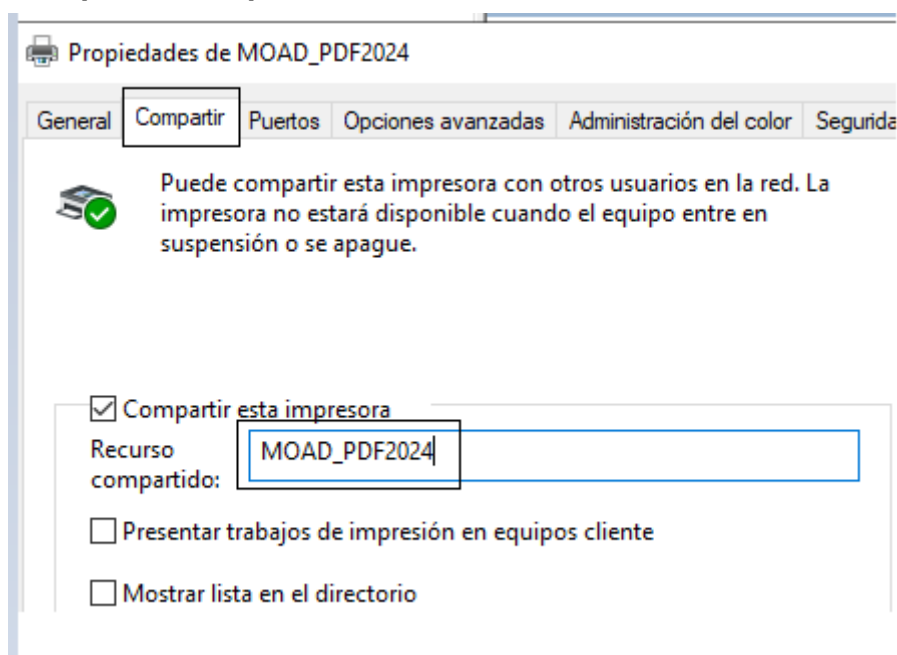 Propiedades de MOAD_PDF2024
General Compartir Puertos Opciones avanzadas Administración del color Segurida
Puede compartir esta impresora con otros usuarios en la red. La
impresora no estará disponible cuando el equipo entre en
suspensión o se apague.
Compartir esta impresora
Recurso
compartido:
MOAD_PDF2024
Presentar trabajos de impresión en equipos cliente
Mostrar lista en el directorio